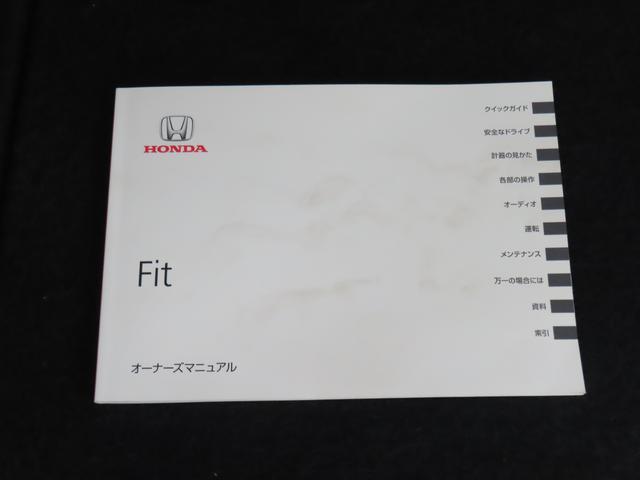 HONDA
Fit
オーナーズマニュアル
クイックガイド
安全なドライブ
計器の見かた
各部の操作
オーディオ
運転
メンテナンス
万一の場合には
資料
索引